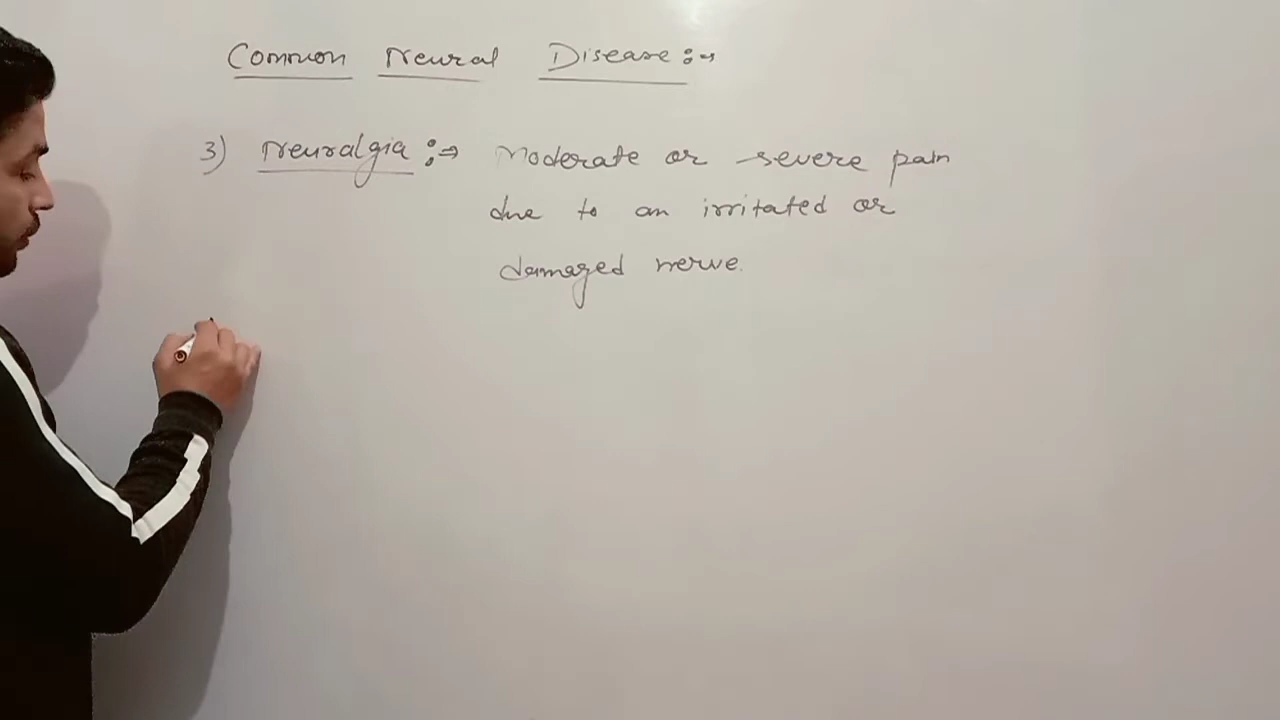 Common Neural Disease :→
3) Neuralgia :⇒ Moderate or severe pain
due to an irritated or
damaged nerve.